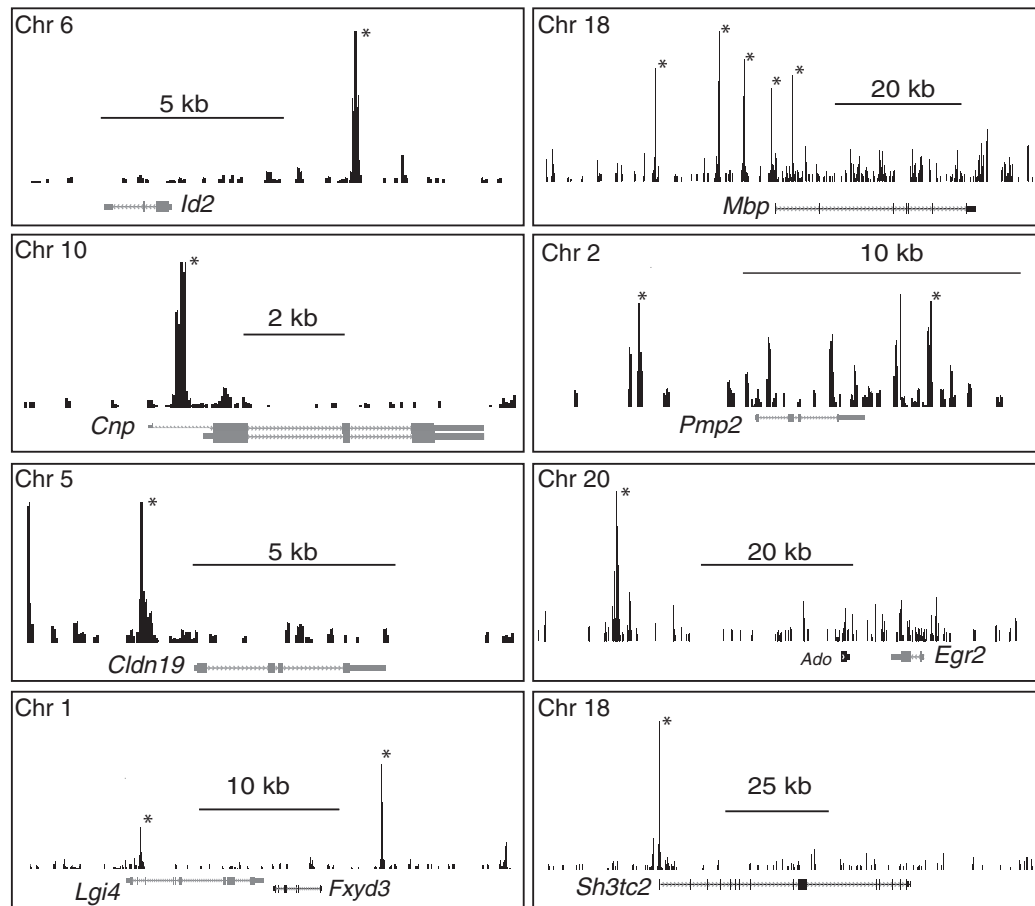 Chr 6
*
5 kb
Id2
Chr 18
*
*
*
*
*
20 kb
Mbp
Chr 10
*
2 kb
Cnp
Chr 2
10 kb
*
*
Pmp2
Chr 5
*
5 kb
Cldn19
Chr 20
*
20 kb
Ado
Egr2
Chr 1
*
10 kb
*
Lgi4
Fxyd3
Chr 18
*
25 kb
Sh3tc2